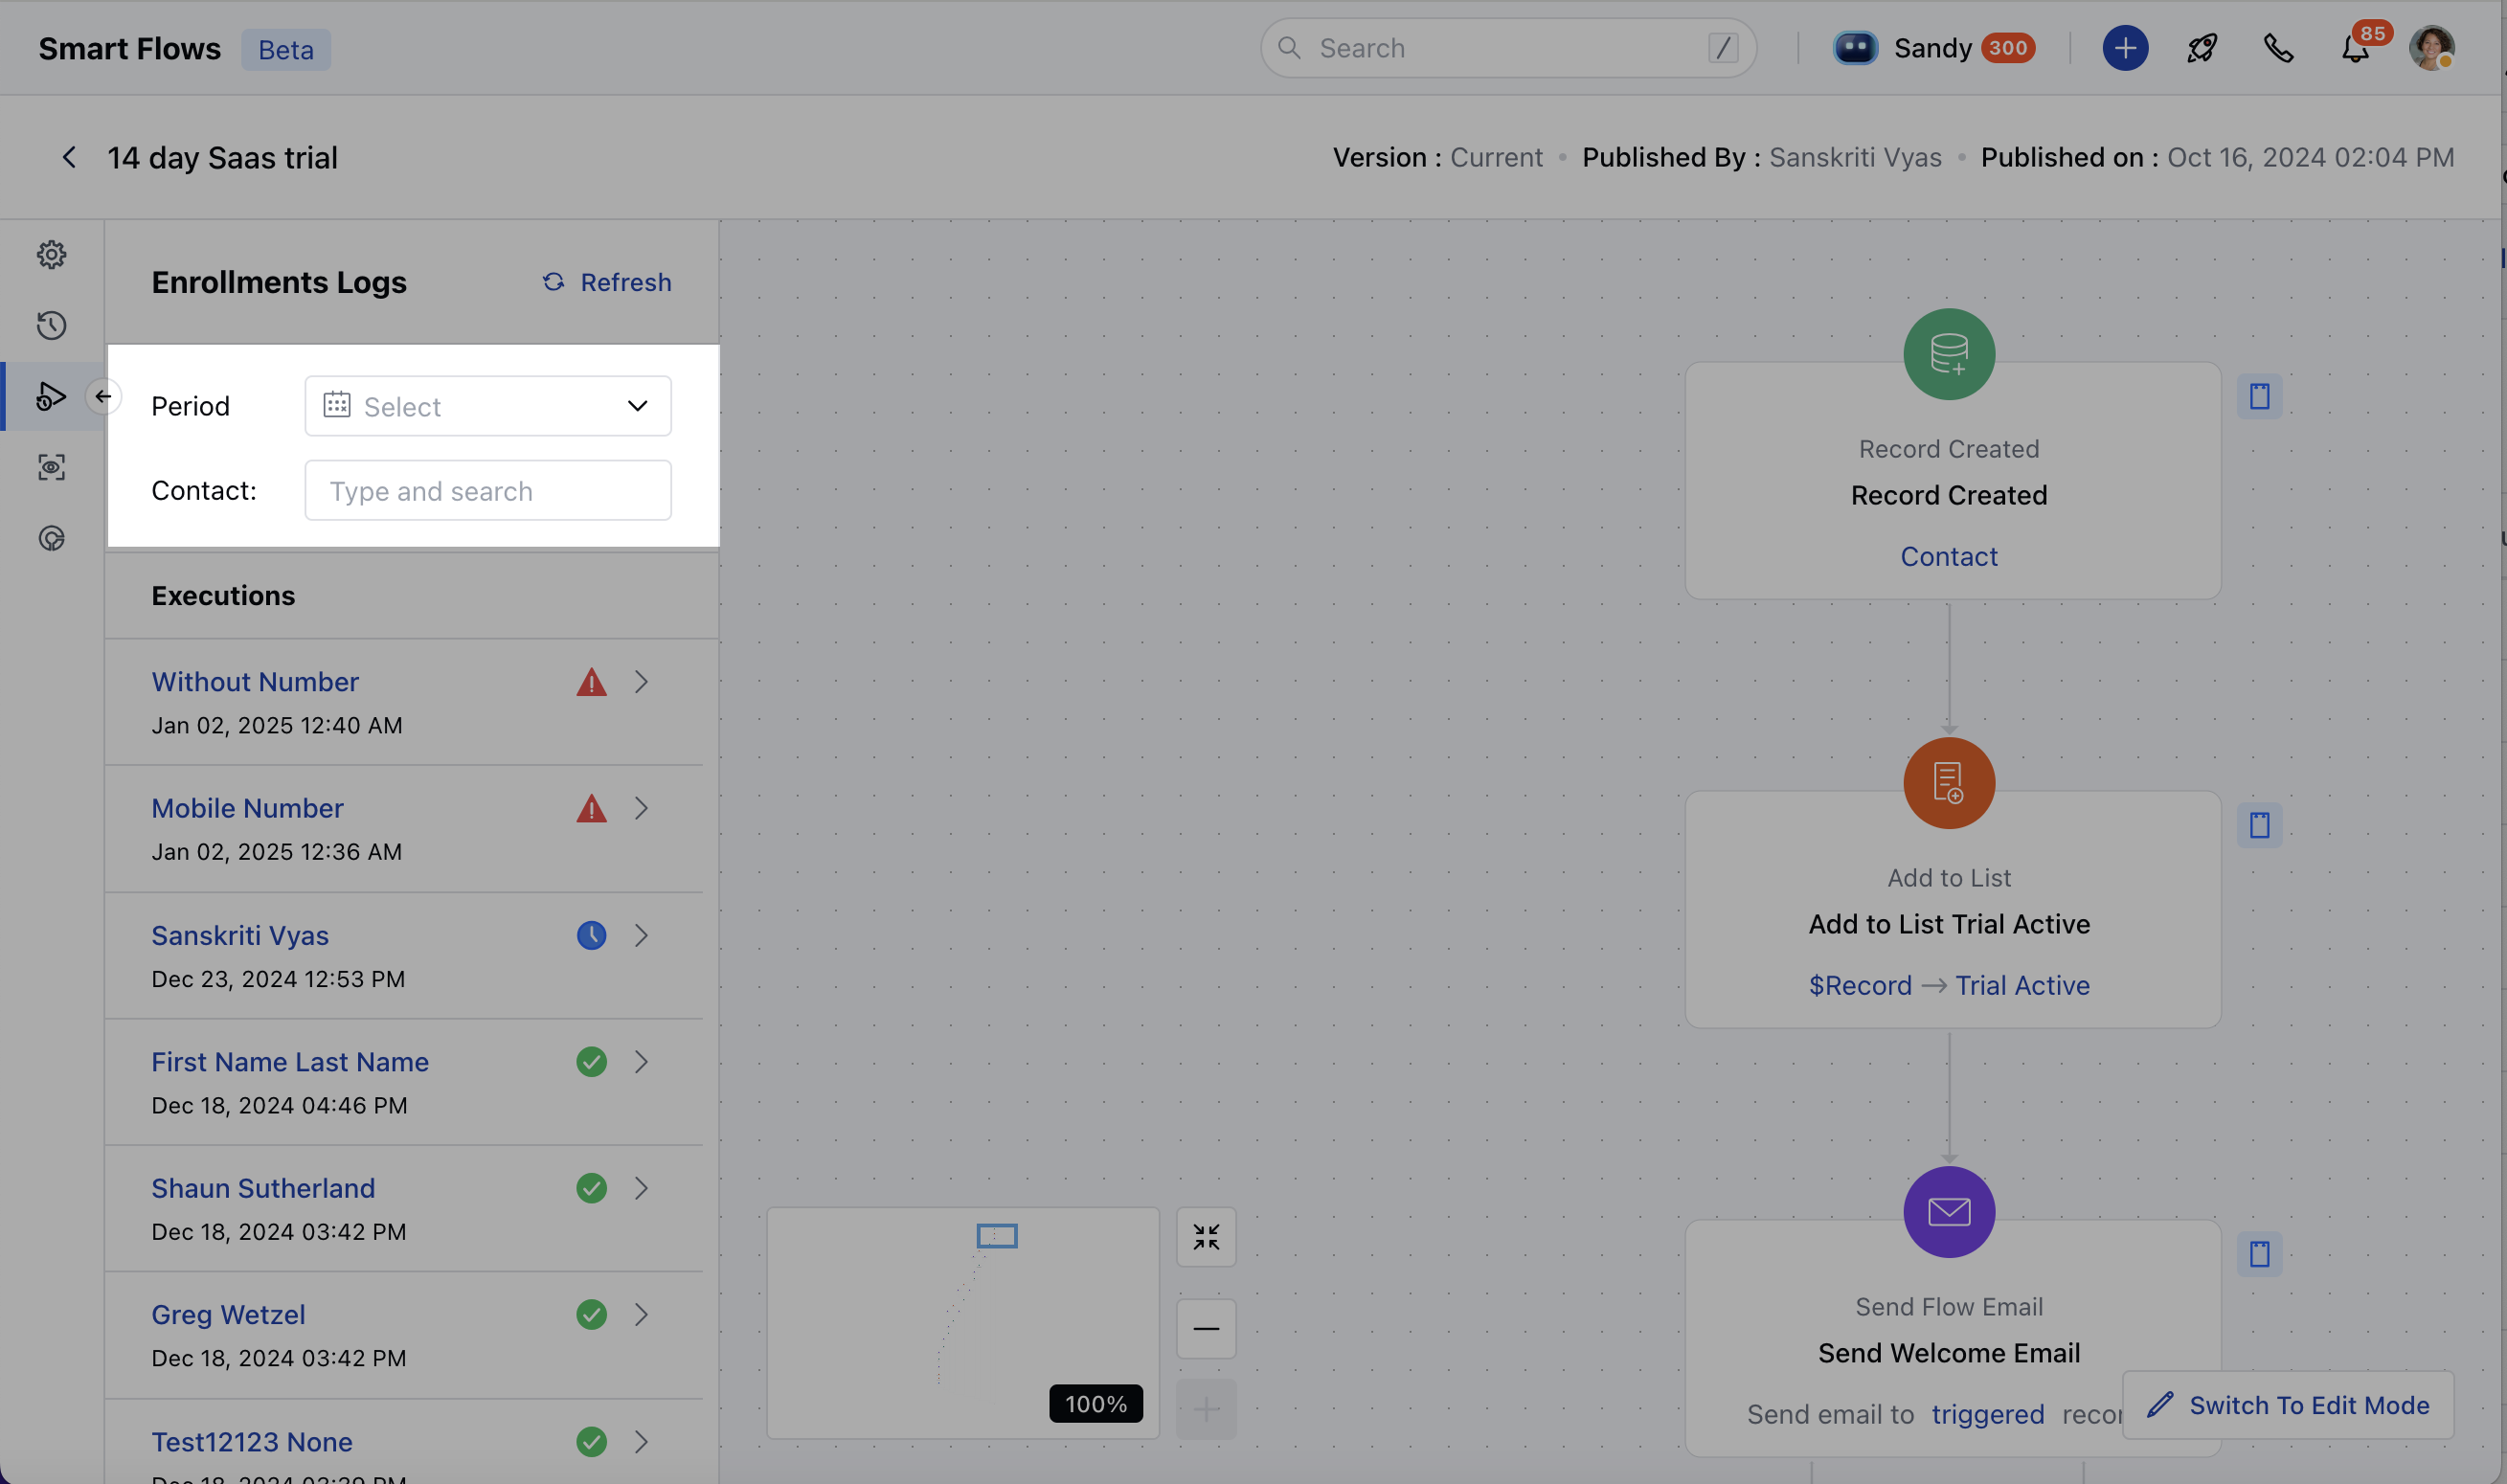 Smart Flows Beta Search / Sandy 300 85
14 day Saas trial Version : Current • Published By : Sanskriti Vyas • Published on : Oct 16, 2024 02:04 PM
Enrollments Logs Refresh
Period Select
Contact: Type and search
Executions
Without Number
Jan 02, 2025 12:40 AM
Mobile Number
Jan 02, 2025 12:36 AM
Sanskriti Vyas
Dec 23, 2024 12:53 PM
First Name Last Name
Dec 18, 2024 04:46 PM
Shaun Sutherland
Dec 18, 2024 03:42 PM
Greg Wetzel
Dec 18, 2024 03:42 PM
Test12123 None
Dec 18, 2024 03:39 PM
Record Created
Record Created
Contact
Add to List
Add to List Trial Active
$Record → Trial Active
Send Flow Email
Send Welcome Email
Send email to triggered recor
100%
Switch To Edit Mode